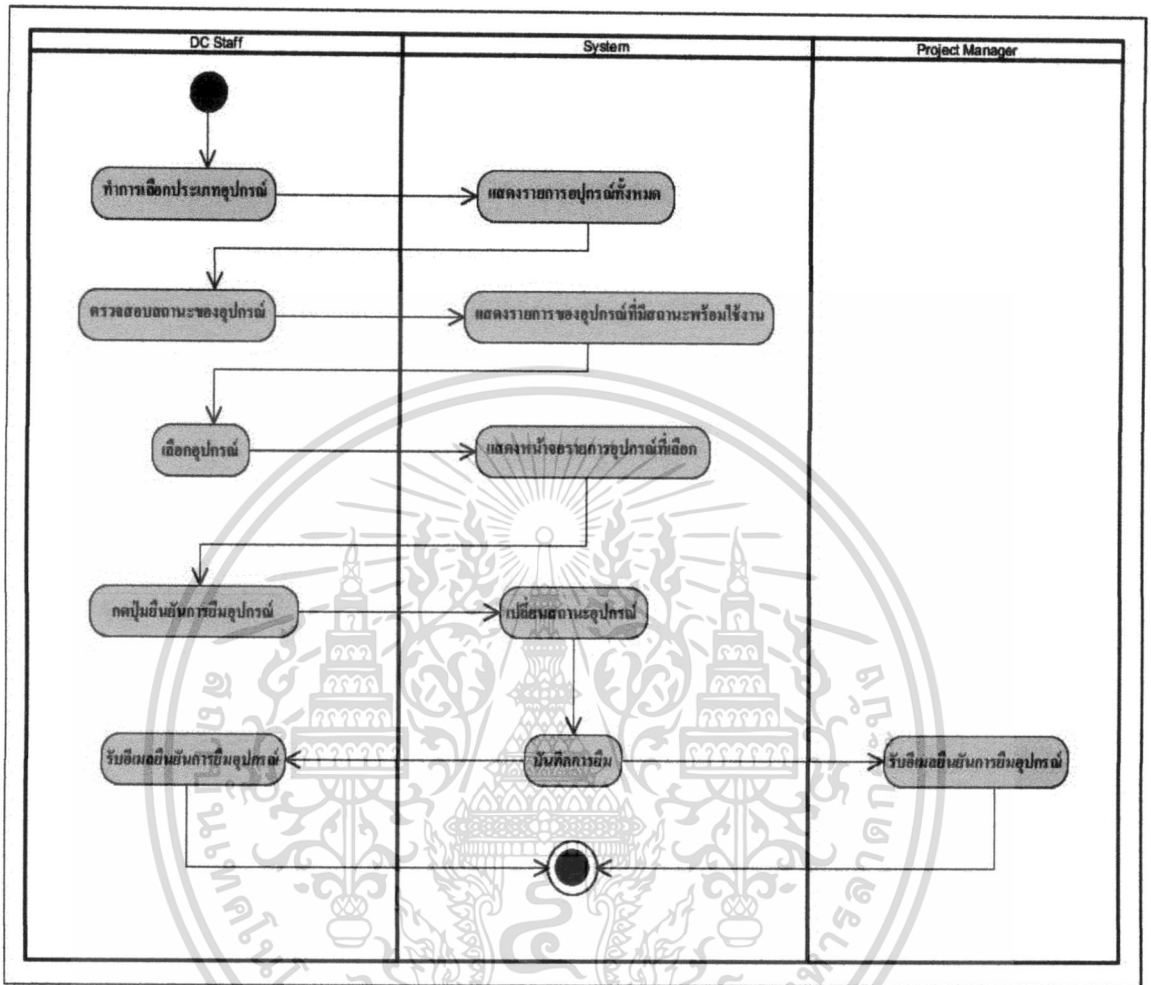 DC Staff
System
Project Manager
ทำการเลือกประเภทอุปกรณ์
แสดงรายการอปุกรณ์ทั้งหมด
ตรวจสอบสถานะของอุปกรณ์
แสดงรายการของอุปกรณ์ที่มีสถานะพร้อมใช้งาน
เลือกอุปกรณ์
แสดงหน้าจอรายการอุปกรณ์ที่เลือก
กดปุ่มยืนยันการยืมอุปกรณ์
เปลี่ยนสถานะอุปกรณ์
รับอีเมลยืนยันการยืมอุปกรณ์
บันทึกการยืม
รับอีเมลยืนยันการยืมอุปกรณ์